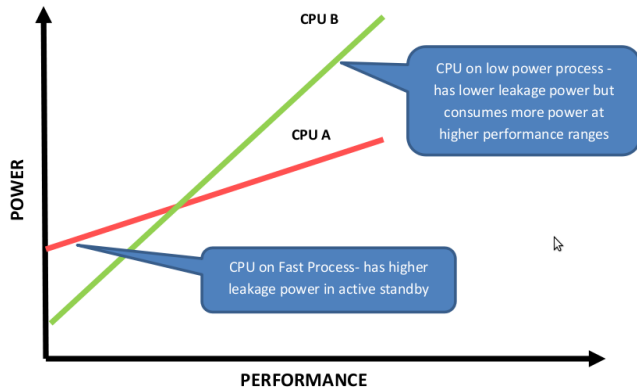 CPU B
CPU on low power process -
has lower leakage power but
consumes more power at
higher performance ranges
CPU A
POWER
CPU on Fast Process- has higher
leakage power in active standby
PERFORMANCE